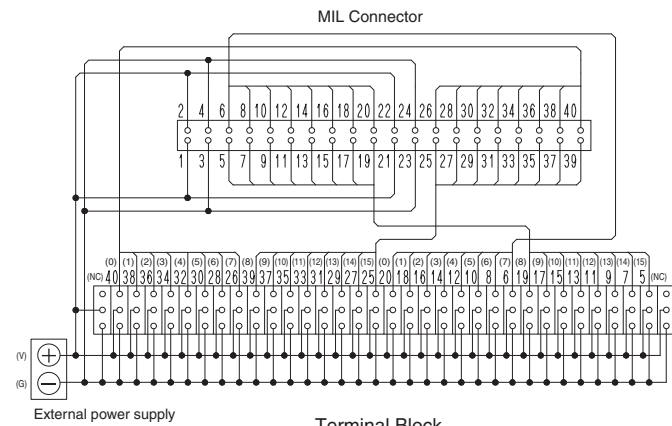 MIL Connector
2 4 6 8 10 12 14 16 18 20 22 24 26 28 30 32 34 36 38 40
1 3 5 7 9 11 13 15 17 19 21 23 25 27 29 31 33 35 37 39
(0) (1) (2) (3) (4) (5) (6) (7) (8) (9) (10) (11) (12) (13) (14) (15) (0) (1) (2) (3) (4) (5) (6) (7) (8) (9) (10) (11) (12) (13) (14) (15)
(NC) 40 38 36 34 32 30 28 26 39 37 35 33 31 29 27 25 20 18 16 14 12 10 8 6 19 17 15 13 11 9 7 5 (NC)
(V)
(G)
External power supply
Terminal Block